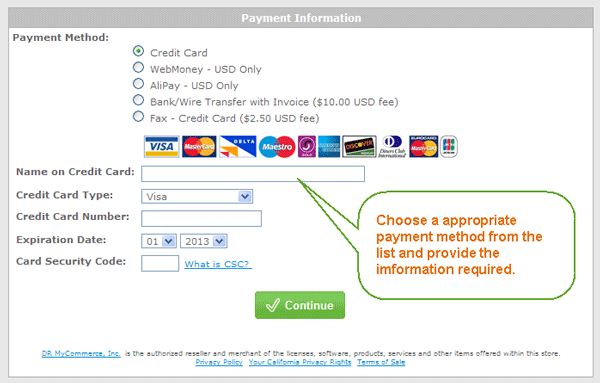 Payment Information
Payment Method:
Credit Card
WebMoney - USD Only
AliPay - USD Only
Bank/Wire Transfer with Invoice ($10.00 USD fee)
Fax - Credit Card ($2.50 USD fee)
VISA MasterCard DELTA Maestro SOLO DISCOVER Diners Club International EUROCARD MasterCard JCB
Name on Credit Card:
Credit Card Type: Visa
Credit Card Number:
Expiration Date: 01 2013
Card Security Code: What is CSC?
Choose a appropriate
payment method from the
list and provide the
imformation required.
Continue
DR MyCommerce, Inc. is the authorized reseller and merchant of the licenses, software, products, services and other items offered within this store.
Privacy Policy Your California Privacy Rights Terms of Sale